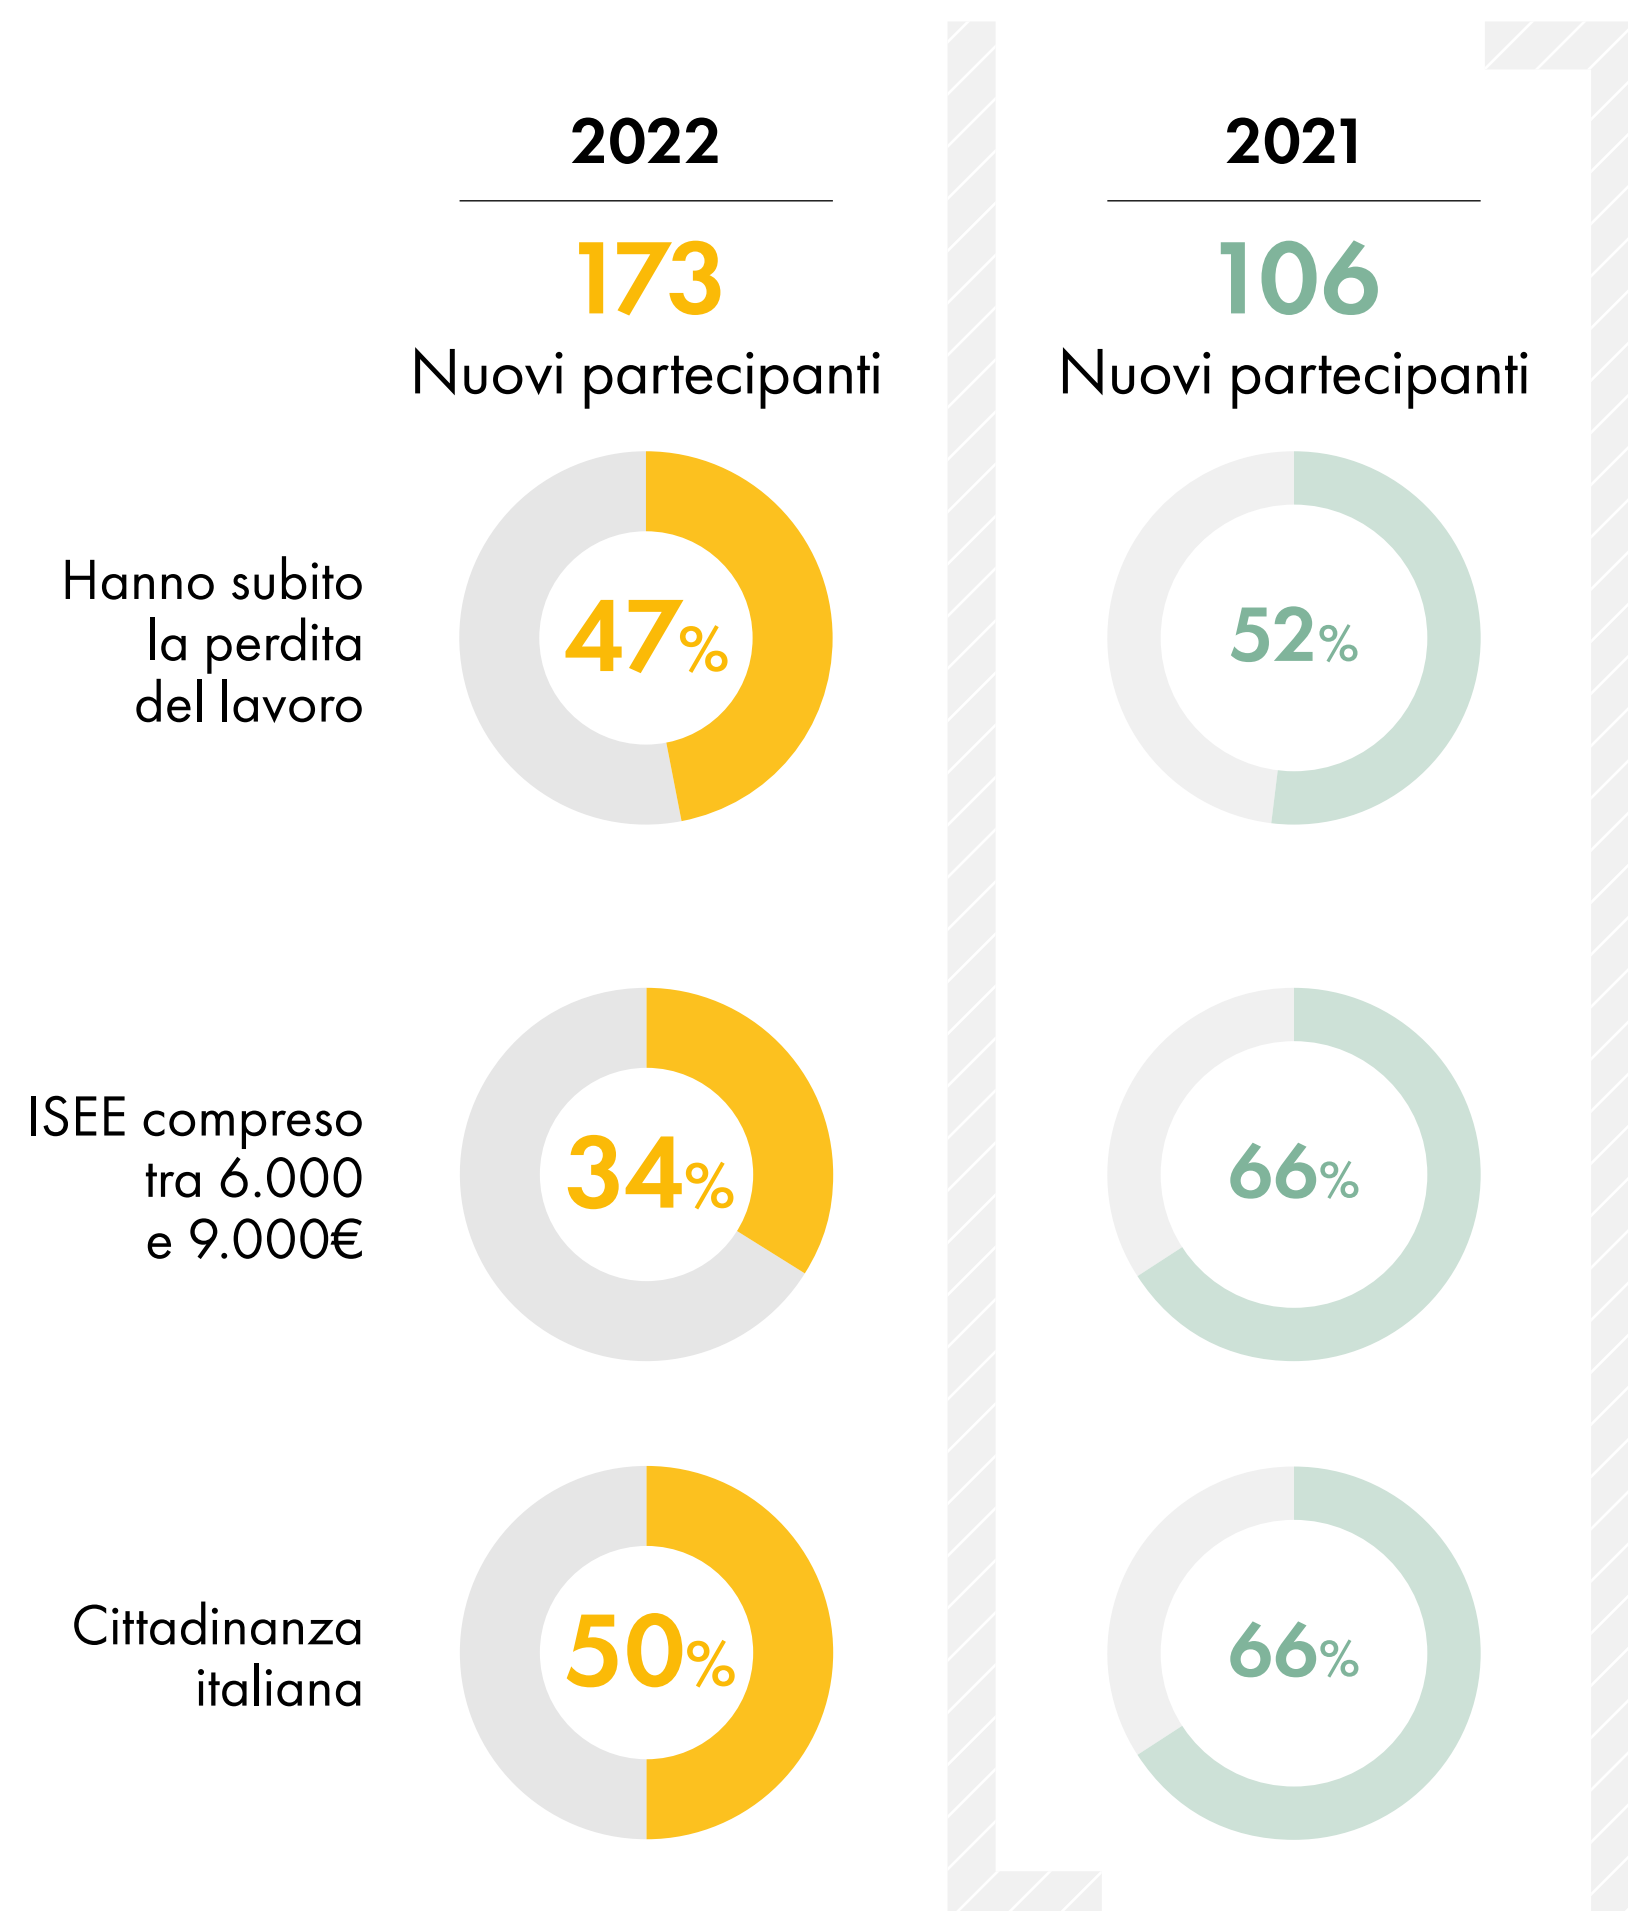 2022
2021
173
106
Nuovi partecipanti
Nuovi partecipanti
Hanno subito
la perdita
del lavoro
47%
52%
ISEE compreso
tra 6.000
e 9.000€
34%
66%
Cittadinanza
italiana
50%
66%